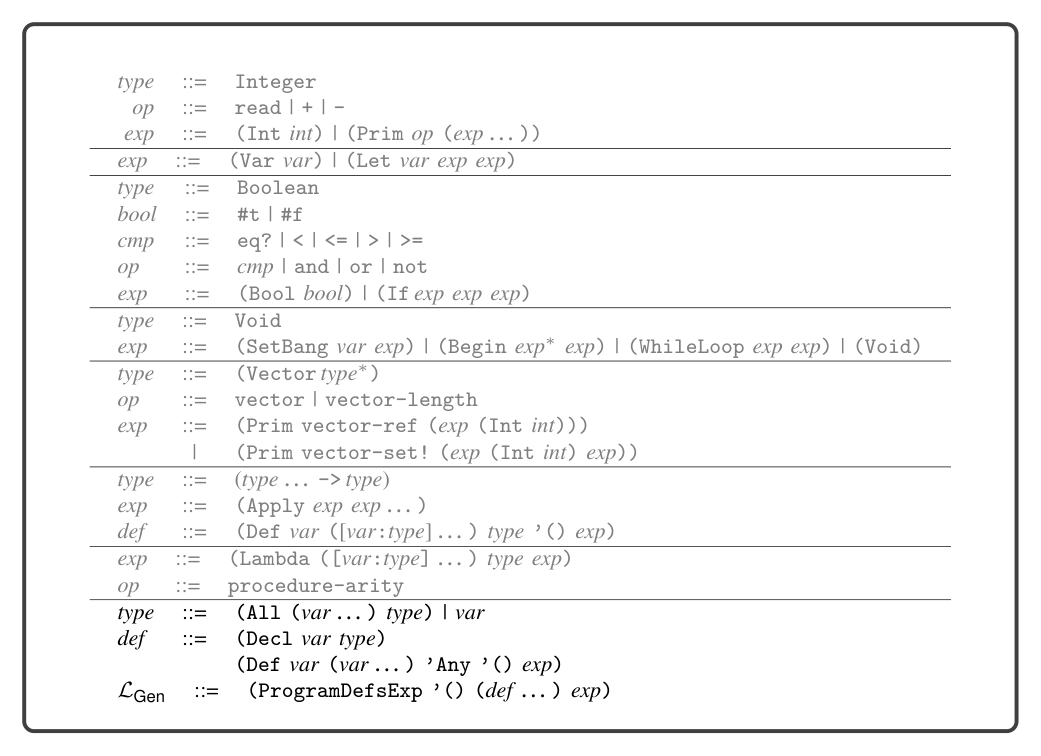 type ::= Integer
op ::= read | + | -
exp ::= (Int int) | (Prim op (exp ...))
exp ::= (Var var) | (Let var exp exp)
type ::= Boolean
bool ::= #t | #f
cmp ::= eq? | < | <= | > | >=
op ::= cmp | and | or | not
exp ::= (Bool bool) | (If exp exp exp)
type ::= Void
exp ::= (SetBang var exp) | (Begin exp* exp) | (WhileLoop exp exp) | (Void)
type ::= (Vector type*)
op ::= vector | vector-length
exp ::= (Prim vector-ref (exp (Int int)))
| (Prim vector-set! (exp (Int int) exp))
type ::= (type ... -> type)
exp ::= (Apply exp exp ...)
def ::= (Def var ([var:type] ...) type ’() exp)
exp ::= (Lambda ([var:type] ...) type exp)
op ::= procedure-arity
type ::= (All (var ...) type) | var
def ::= (Decl var type)
(Def var (var ...) ’Any ’() exp)
ℒGen ::= (ProgramDefsExp ’() (def ...) exp)